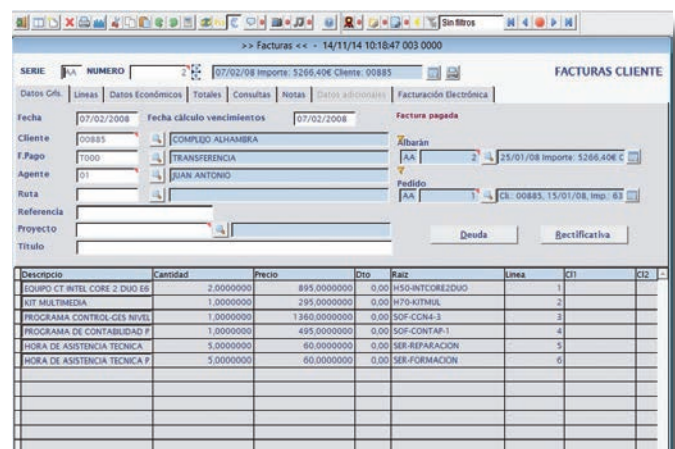 Sin filtros
>> Facturas << - 14/11/14 10:18:47 003 0000
SERIE AA NUMERO 2 07/02/08 Importe: 5266,40€ Cliente: 00885 FACTURAS CLIENTE
Datos Grls. Lineas Datos Económicos Totales Consultas Notas Datos adicionales Facturación Electrónica
Fecha 07/02/2008 Fecha cálculo vencimientos 07/02/2008 Factura pagada
Cliente 00885 COMPLEJO ALHAMBRA Albarán
F.Pago T000 TRANSFERENCIA AA 2 25/01/08 Importe: 5266,40€ C
Agente 01 JUAN ANTONIO Pedido
Ruta AA 1 Cli.: 00885, 15/01/08, Imp.: 63
Referencia
Proyecto Deuda Rectificativa
Título
Descripcio Cantidad Precio Dto Raiz Linea Cl1 Cl2
EQUIPO CT INTEL CORE 2 DUO E6 2,0000000 895,0000000 0,00 H50-INTCORE2DUO 1
KIT MULTIMEDIA 1,0000000 295,0000000 0,00 H70-KITMUL 2
PROGRAMA CONTROL-GES NIVEL 1,0000000 1360,0000000 0,00 SOF-CGN4-3 3
PROGRAMA DE CONTABILIDAD P 1,0000000 495,0000000 0,00 SOF-CONTAP-1 4
HORA DE ASISTENCIA TECNICA 5,0000000 60,0000000 0,00 SER-REPARACION 5
HORA DE ASISTENCIA TECNICA P 5,0000000 60,0000000 0,00 SER-FORMACION 6